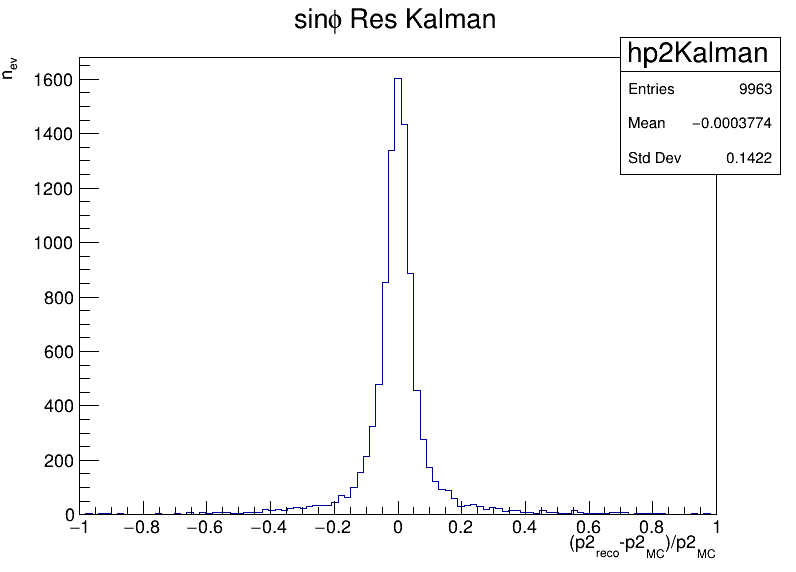 sinϕ Res Kalman
hp2Kalman
Entries 9963
Mean −0.0003774
Std Dev 0.1422
n_ev
1600
1400
1200
1000
800
600
400
200
0
−1 −0.8 −0.6 −0.4 −0.2 0 0.2 0.4 0.6 0.8 1
(p2_reco-p2_MC)/p2_MC